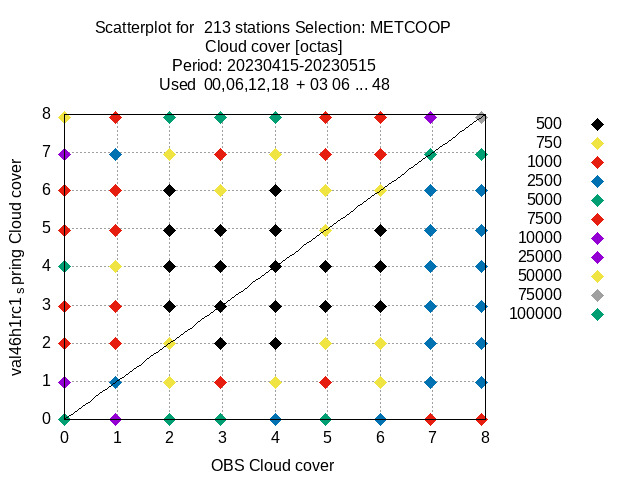 Scatterplot for  213 stations Selection: METCOOP
Cloud cover [octas]
Period: 20230415-20230515
Used  00,06,12,18  + 03 06 ... 48
8
7
6
5
4
3
2
1
0
val46h1rc1 s pring Cloud cover
0 1 2 3 4 5 6 7 8
OBS Cloud cover
500
750
1000
2500
5000
7500
10000
25000
50000
75000
100000